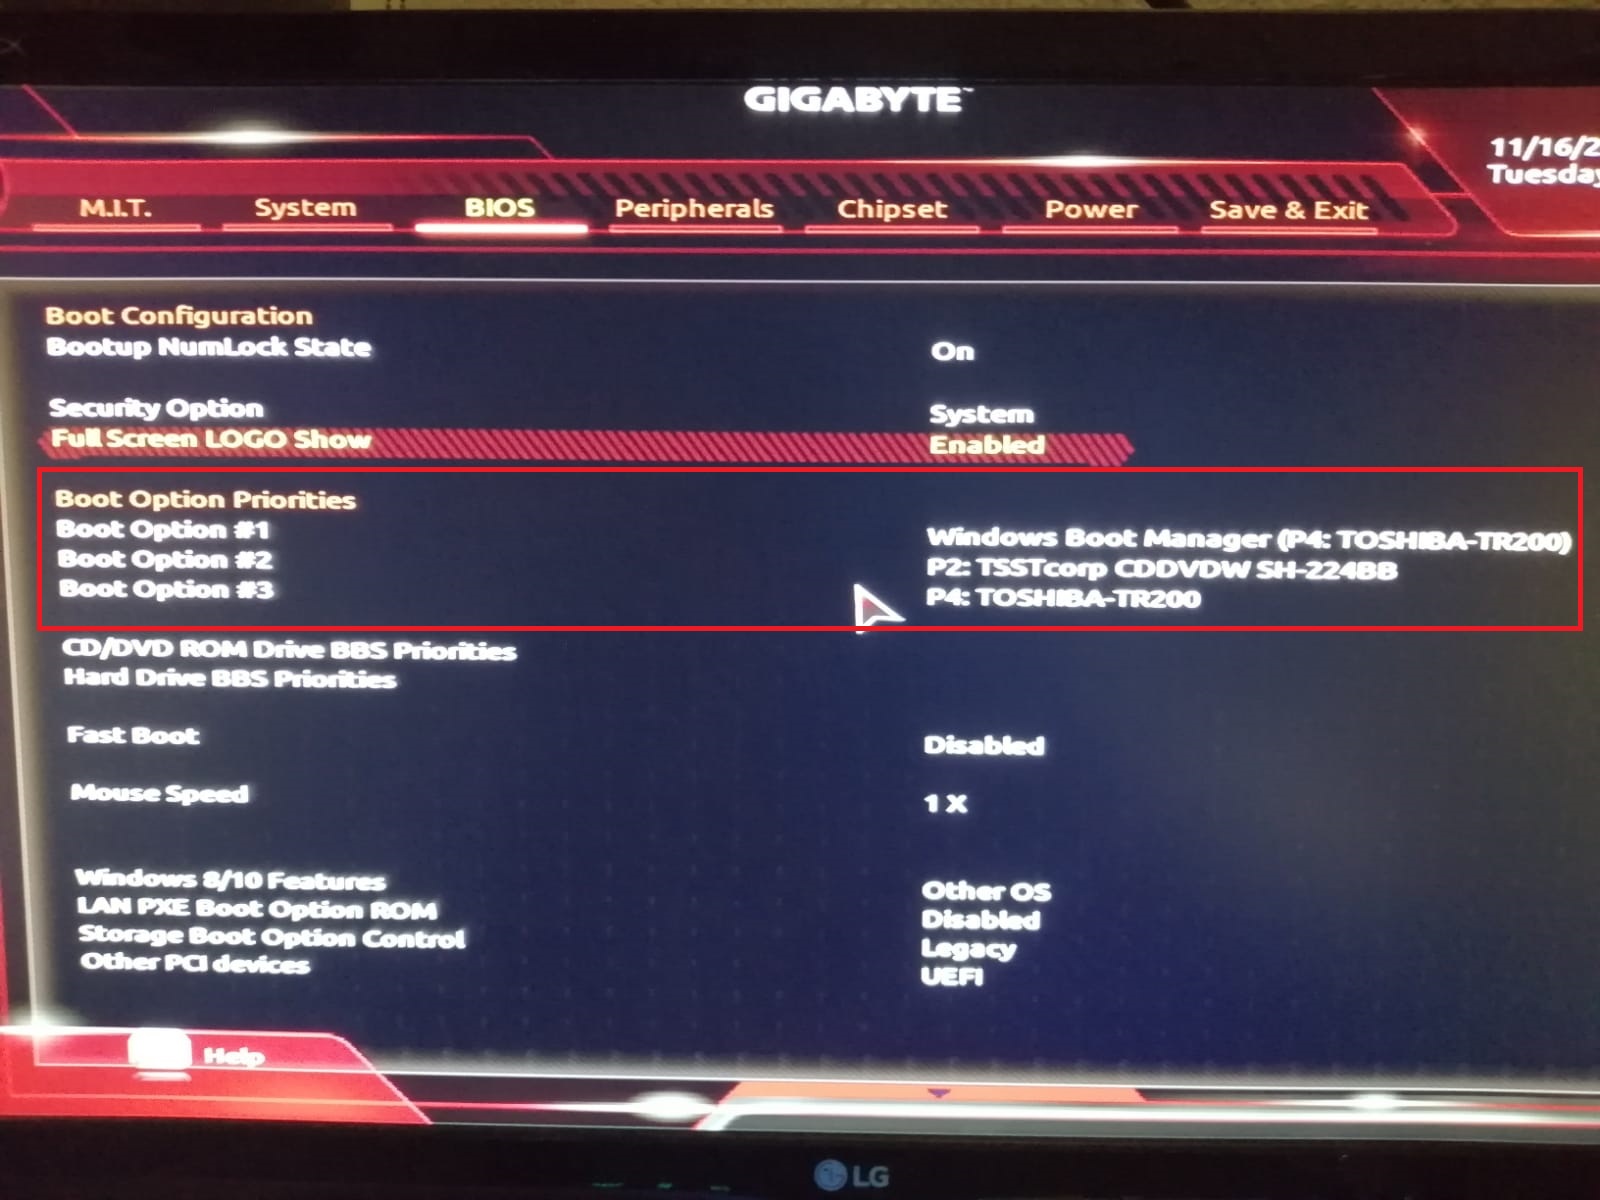 GIGABYTE™
11/16/2
Tuesday
M.I.T. System BIOS Peripherals Chipset Power Save & Exit
Boot Configuration
Bootup NumLock State On
Security Option System
Full Screen LOGO Show Enabled
Boot Option Priorities
Boot Option #1 Windows Boot Manager (P4: TOSHIBA-TR200)
Boot Option #2 P2: TSSTcorp CDDVDW SH-224BB
Boot Option #3 P4: TOSHIBA-TR200
CD/DVD ROM Drive BBS Priorities
Hard Drive BBS Priorities
Fast Boot Disabled
Mouse Speed 1 X
Windows 8/10 Features Other OS
LAN PXE Boot Option ROM Disabled
Storage Boot Option Control Legacy
Other PCI devices UEFI
Help
LG